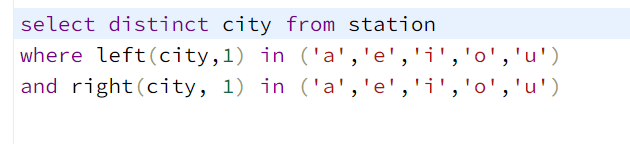 select distinct city from station
where left(city,1) in ('a','e','i','o','u')
and right(city, 1) in ('a','e','i','o','u')